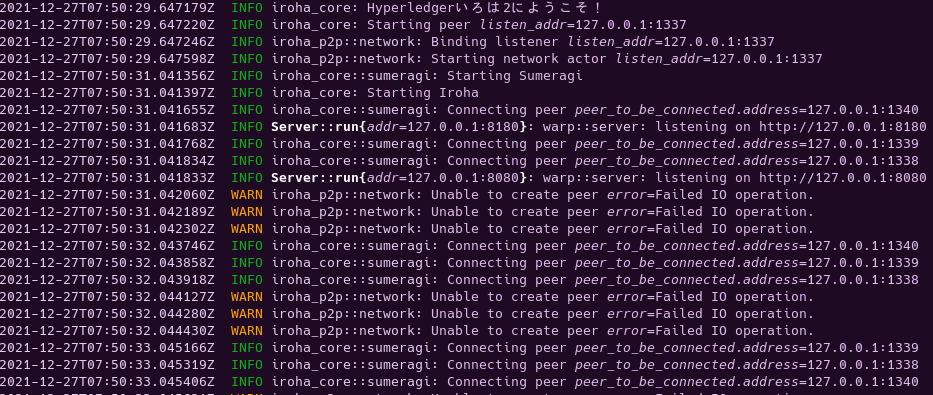 2021-12-27T07:50:29.647179Z  INFO iroha_core: Hyperledgerいろは2にようこそ！
2021-12-27T07:50:29.647220Z  INFO iroha_core: Starting peer listen_addr=127.0.0.1:1337
2021-12-27T07:50:29.647246Z  INFO iroha_p2p::network: Binding listener listen_addr=127.0.0.1:1337
2021-12-27T07:50:29.647598Z  INFO iroha_p2p::network: Starting network actor listen_addr=127.0.0.1:1337
2021-12-27T07:50:31.041356Z  INFO iroha_core::sumeragi: Starting Sumeragi
2021-12-27T07:50:31.041397Z  INFO iroha_core: Starting Iroha
2021-12-27T07:50:31.041655Z  INFO iroha_core::sumeragi: Connecting peer peer_to_be_connected.address=127.0.0.1:1340
2021-12-27T07:50:31.041683Z  INFO Server::run{addr=127.0.0.1:8180}: warp::server: listening on http://127.0.0.1:8180
2021-12-27T07:50:31.041768Z  INFO iroha_core::sumeragi: Connecting peer peer_to_be_connected.address=127.0.0.1:1339
2021-12-27T07:50:31.041834Z  INFO iroha_core::sumeragi: Connecting peer peer_to_be_connected.address=127.0.0.1:1338
2021-12-27T07:50:31.041833Z  INFO Server::run{addr=127.0.0.1:8080}: warp::server: listening on http://127.0.0.1:8080
2021-12-27T07:50:31.042060Z  WARN iroha_p2p::network: Unable to create peer error=Failed IO operation.
2021-12-27T07:50:31.042189Z  WARN iroha_p2p::network: Unable to create peer error=Failed IO operation.
2021-12-27T07:50:31.042302Z  WARN iroha_p2p::network: Unable to create peer error=Failed IO operation.
2021-12-27T07:50:32.043746Z  INFO iroha_core::sumeragi: Connecting peer peer_to_be_connected.address=127.0.0.1:1340
2021-12-27T07:50:32.043858Z  INFO iroha_core::sumeragi: Connecting peer peer_to_be_connected.address=127.0.0.1:1339
2021-12-27T07:50:32.043918Z  INFO iroha_core::sumeragi: Connecting peer peer_to_be_connected.address=127.0.0.1:1338
2021-12-27T07:50:32.044127Z  WARN iroha_p2p::network: Unable to create peer error=Failed IO operation.
2021-12-27T07:50:32.044280Z  WARN iroha_p2p::network: Unable to create peer error=Failed IO operation.
2021-12-27T07:50:32.044430Z  WARN iroha_p2p::network: Unable to create peer error=Failed IO operation.
2021-12-27T07:50:33.045166Z  INFO iroha_core::sumeragi: Connecting peer peer_to_be_connected.address=127.0.0.1:1339
2021-12-27T07:50:33.045319Z  INFO iroha_core::sumeragi: Connecting peer peer_to_be_connected.address=127.0.0.1:1338
2021-12-27T07:50:33.045406Z  INFO iroha_core::sumeragi: Connecting peer peer_to_be_connected.address=127.0.0.1:1340